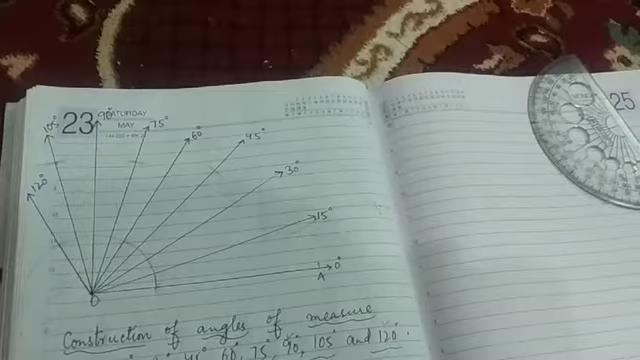 23
SATURDAY
MAY
25
120°
105°
90°
75°
60°
45°
30°
15°
0°
A
O
Construction of angles of measure
45°, 60°, 75°, 90°, 105° and 120°.